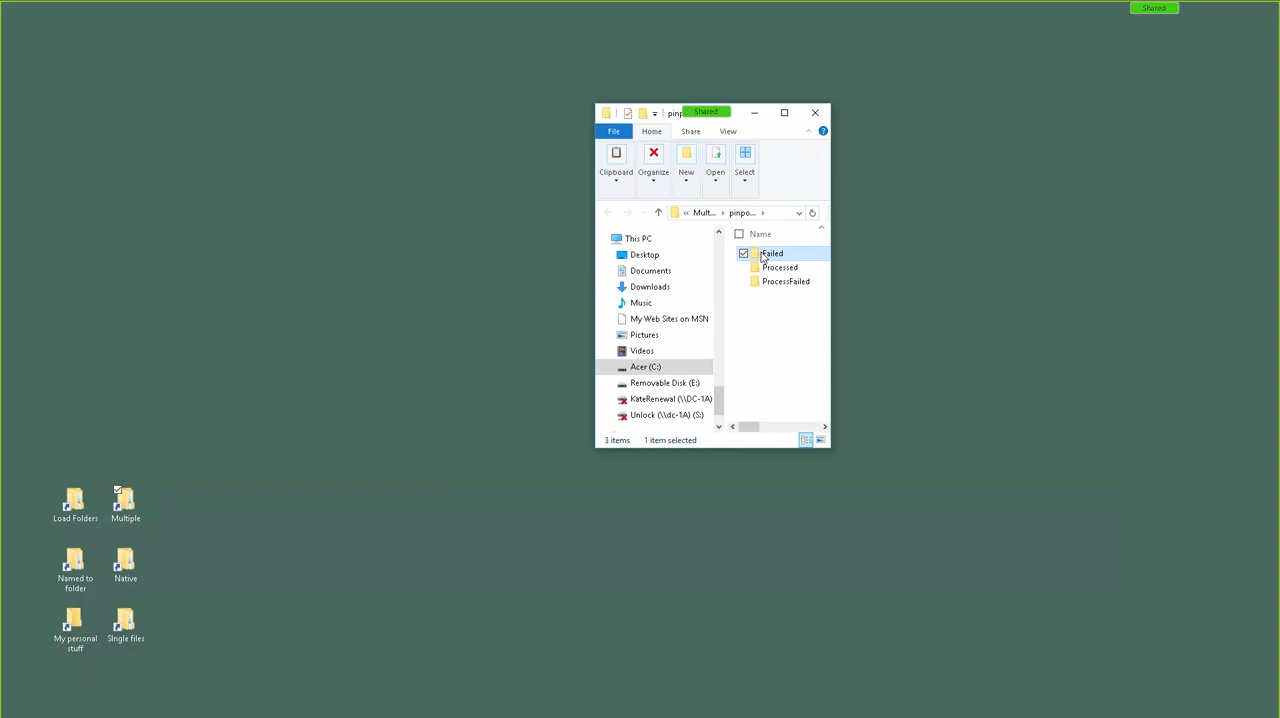 Shared
pinp
Shared
File
Home
Share
View
Clipboard
Organize
New
Open
Select
« Mult... > pinpo... >
Name
This PC
Desktop
Documents
Downloads
Music
My Web Sites on MSN
Pictures
Videos
Acer (C:)
Removable Disk (E:)
KateRenewal (\\DC-1A)
Unlock (\\dc-1A) (S:)
Failed
Processed
ProcessFailed
3 items
1 item selected
Load Folders
Multiple
Named to
folder
Native
My personal
stuff
SIngle files